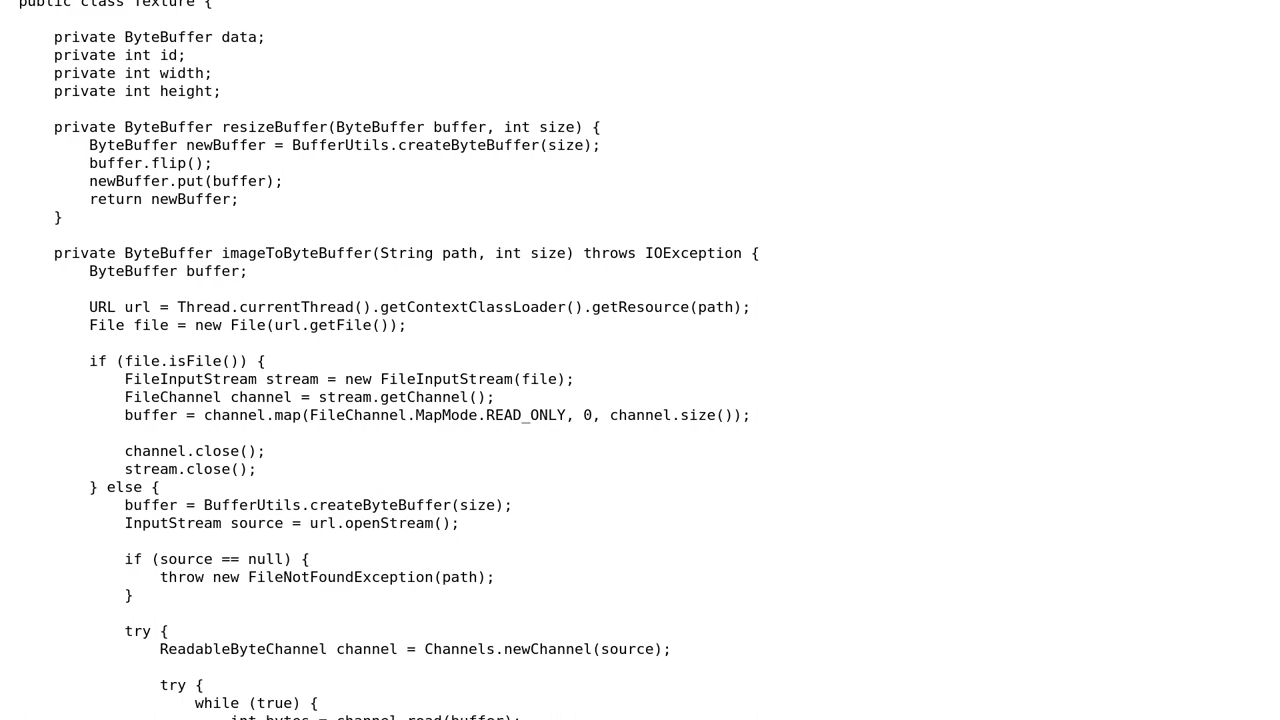 public class Texture {
private ByteBuffer data;
private int id;
private int width;
private int height;
private ByteBuffer resizeBuffer(ByteBuffer buffer, int size) {
ByteBuffer newBuffer = BufferUtils.createByteBuffer(size);
buffer.flip();
newBuffer.put(buffer);
return newBuffer;
}
private ByteBuffer imageToByteBuffer(String path, int size) throws IOException {
ByteBuffer buffer;
URL url = Thread.currentThread().getContextClassLoader().getResource(path);
File file = new File(url.getFile());
if (file.isFile()) {
FileInputStream stream = new FileInputStream(file);
FileChannel channel = stream.getChannel();
buffer = channel.map(FileChannel.MapMode.READ_ONLY, 0, channel.size());
channel.close();
stream.close();
} else {
buffer = BufferUtils.createByteBuffer(size);
InputStream source = url.openStream();
if (source == null) {
throw new FileNotFoundException(path);
}
try {
ReadableByteChannel channel = Channels.newChannel(source);
try {
while (true) {
int bytes = channel.read(buffer);